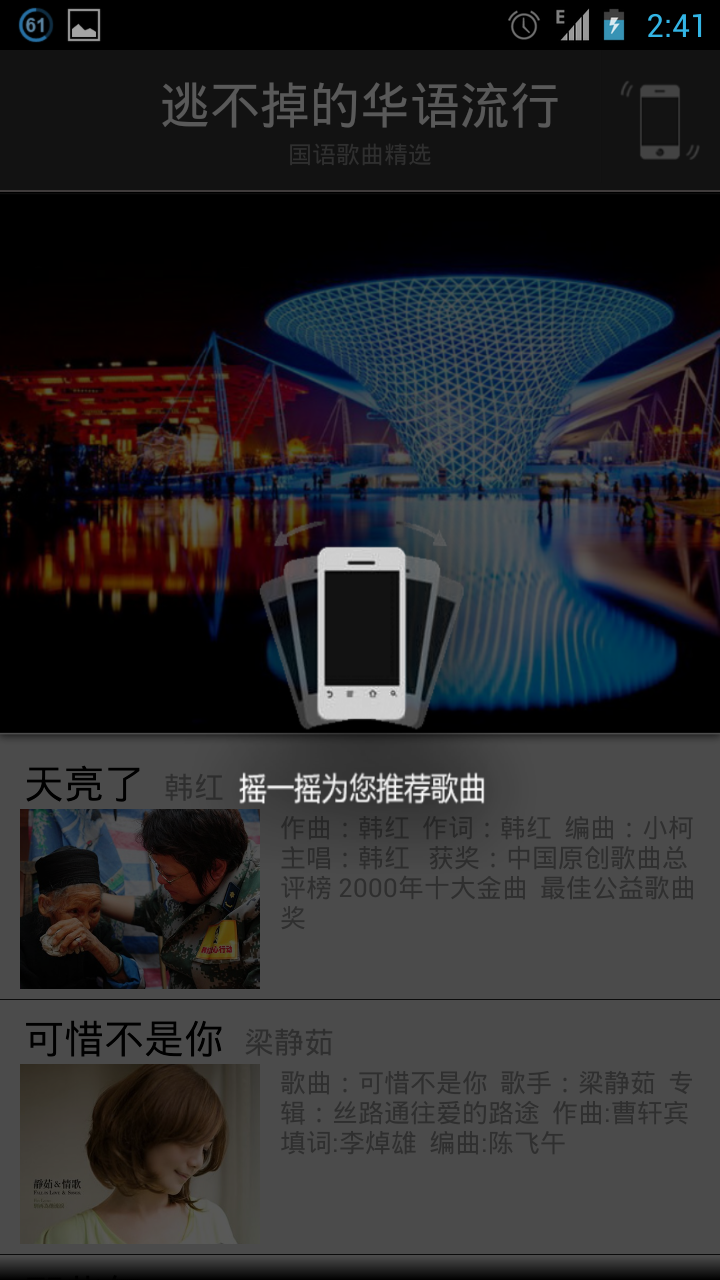 61
E
2:41
逃不掉的华语流行
国语歌曲精选
天亮了 韩红
摇一摇为您推荐歌曲
作曲：韩红 作词：韩红 编曲：小柯
主唱：韩红 获奖：中国原创歌曲总
评榜 2000年十大金曲 最佳公益歌曲
奖
可惜不是你 梁静茹
歌曲：可惜不是你 歌手：梁静茹 专
辑：丝路通往爱的路途 作曲:曹轩宾
填词:李焯雄 编曲:陈飞午
靜茹&情歌